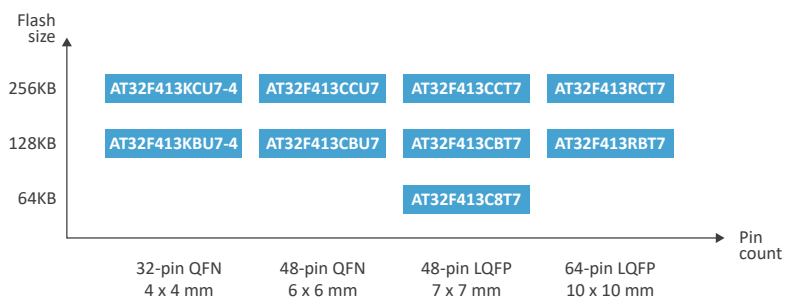 Flash
size
256KB
AT32F413KCU7-4 AT32F413CCU7 AT32F413CCT7 AT32F413RCT7
128KB
AT32F413KBU7-4 AT32F413CBU7 AT32F413CBT7 AT32F413RBT7
64KB
AT32F413C8T7
Pin
count
32-pin QFN 48-pin QFN 48-pin LQFP 64-pin LQFP
4 x 4 mm 6 x 6 mm 7 x 7 mm 10 x 10 mm